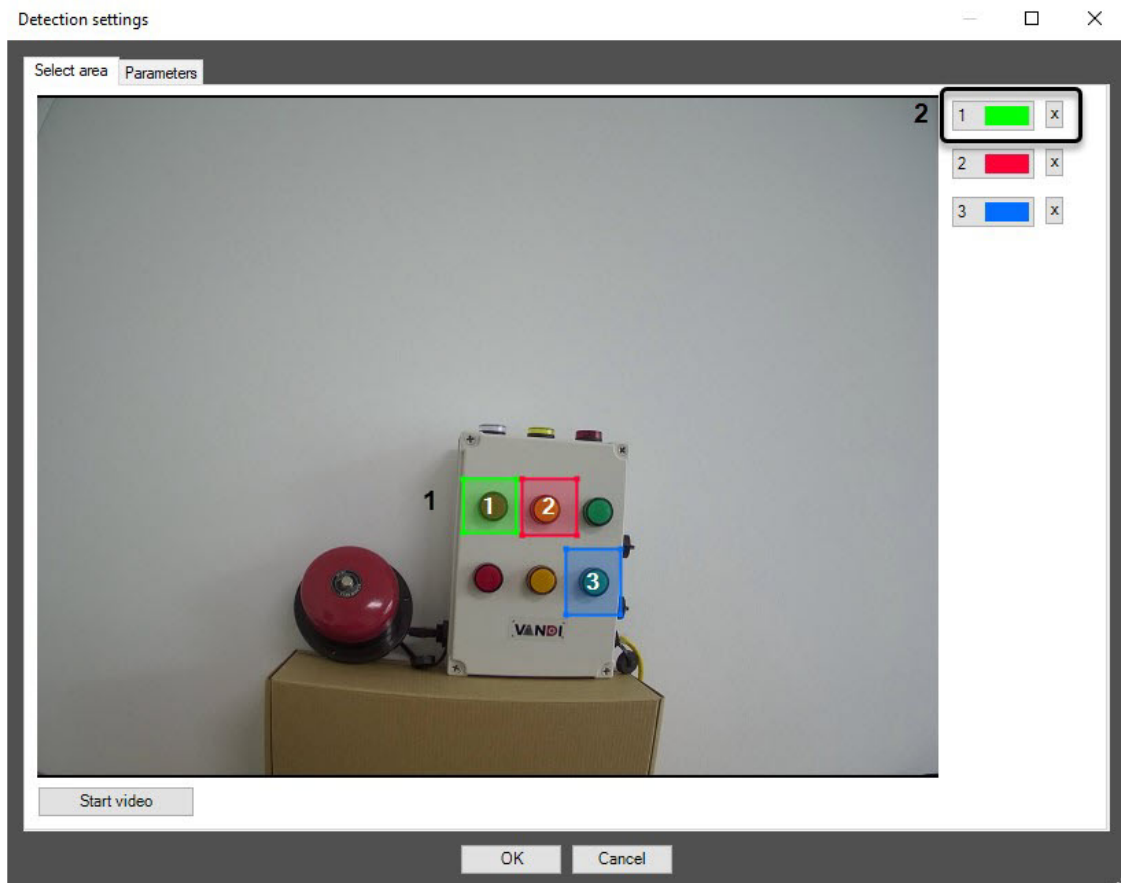 Detection settings
Select area Parameters
2
1 x
2 x
3 x
1
1 2
3
VANDI
Start video
OK Cancel